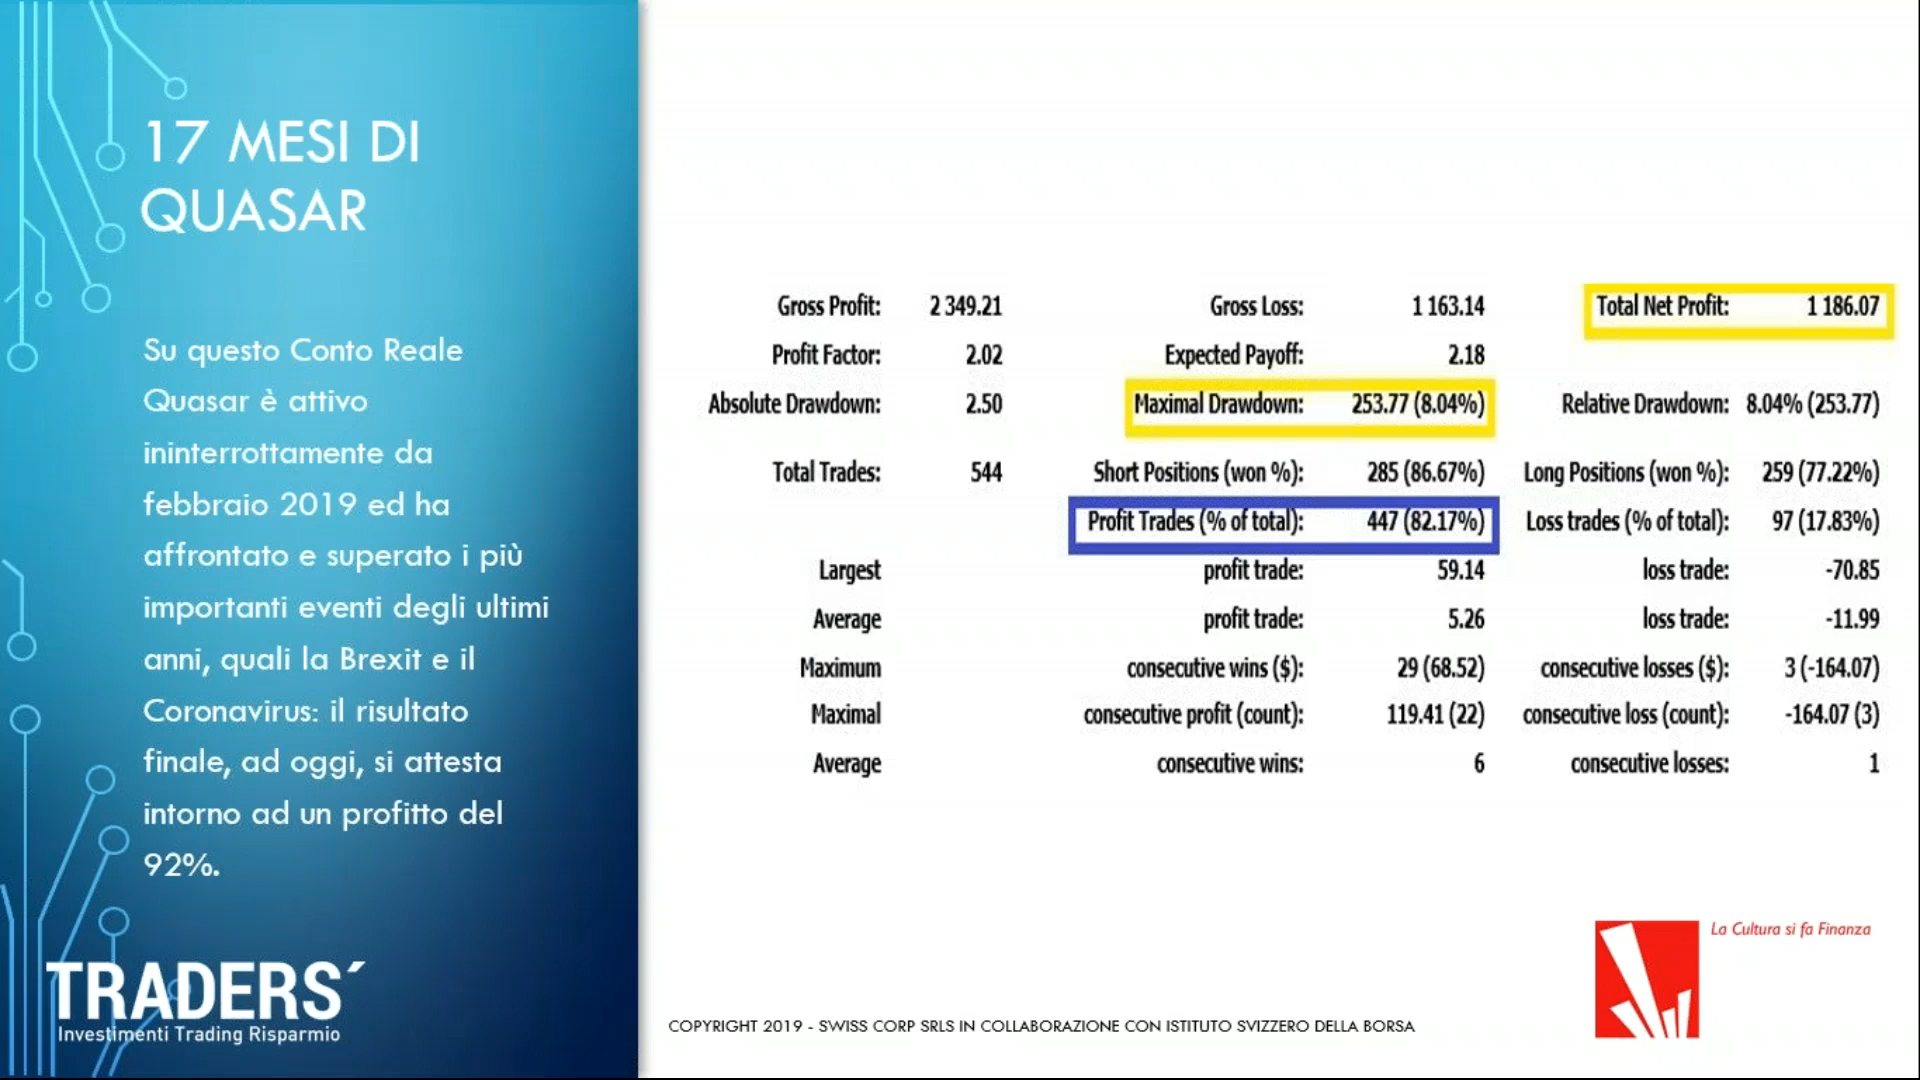 17 MESI DI
QUASAR
Su questo Conto Reale
Quasar è attivo
ininterrottamente da
febbraio 2019 ed ha
affrontato e superato i più
importanti eventi degli ultimi
anni, quali la Brexit e il
Coronavirus: il risultato
finale, ad oggi, si attesta
intorno ad un profitto del
92%.
TRADERS´
Investimenti Trading Risparmio
Gross Profit: 2 349.21 Gross Loss: 1 163.14 Total Net Profit: 1 186.07
Profit Factor: 2.02 Expected Payoff: 2.18
Absolute Drawdown: 2.50 Maximal Drawdown: 253.77 (8.04%) Relative Drawdown: 8.04% (253.77)
Total Trades: 544 Short Positions (won %): 285 (86.67%) Long Positions (won %): 259 (77.22%)
Profit Trades (% of total): 447 (82.17%) Loss trades (% of total): 97 (17.83%)
Largest profit trade: 59.14 loss trade: -70.85
Average profit trade: 5.26 loss trade: -11.99
Maximum consecutive wins ($): 29 (68.52) consecutive losses ($): 3 (-164.07)
Maximal consecutive profit (count): 119.41 (22) consecutive loss (count): -164.07 (3)
Average consecutive wins: 6 consecutive losses: 1
La Cultura si fa Finanza
COPYRIGHT 2019 - SWISS CORP SRLS IN COLLABORAZIONE CON ISTITUTO SVIZZERO DELLA BORSA